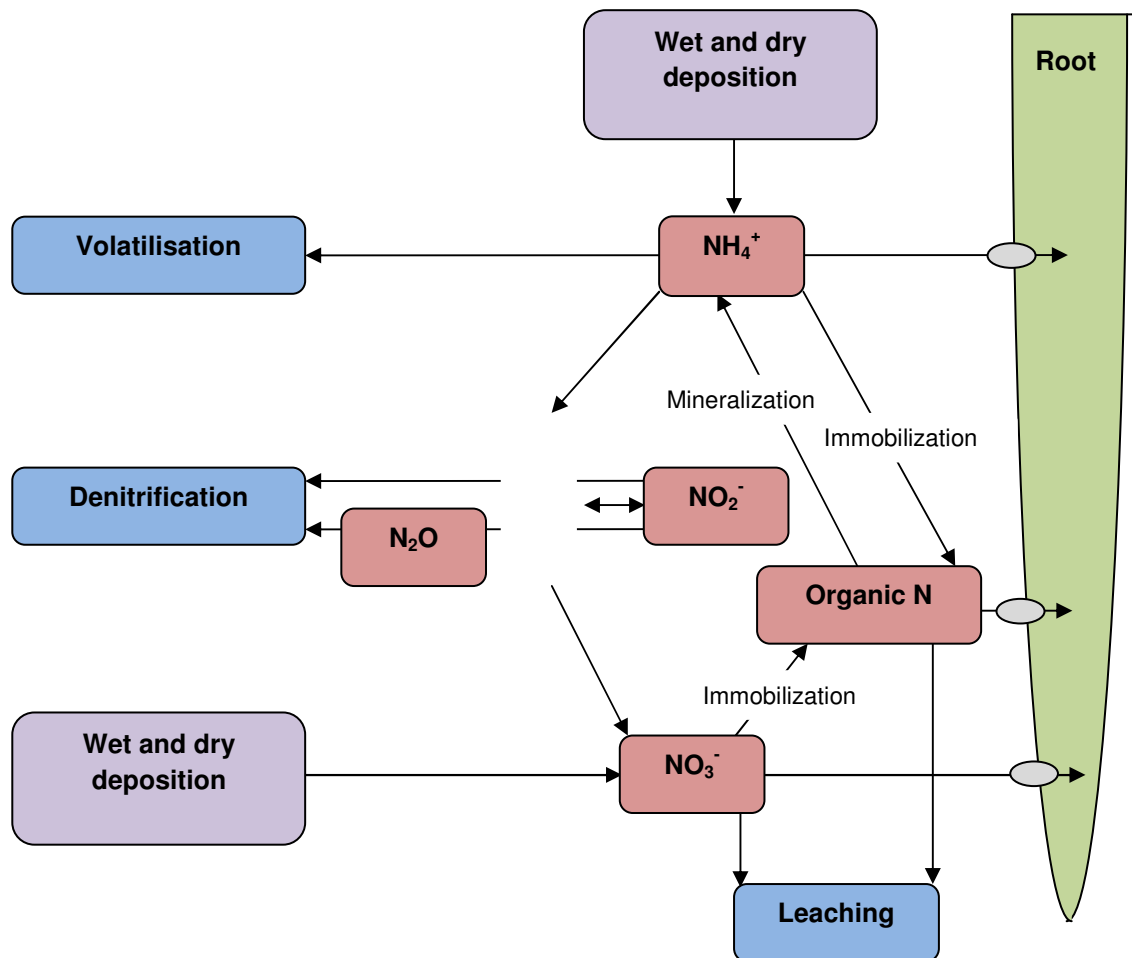 Wet and dry
deposition
Root
Volatilisation
NH₄⁺
Mineralization
Immobilization
Denitrification
NO₂⁻
N₂O
Organic N
Immobilization
Wet and dry
deposition
NO₃⁻
Leaching